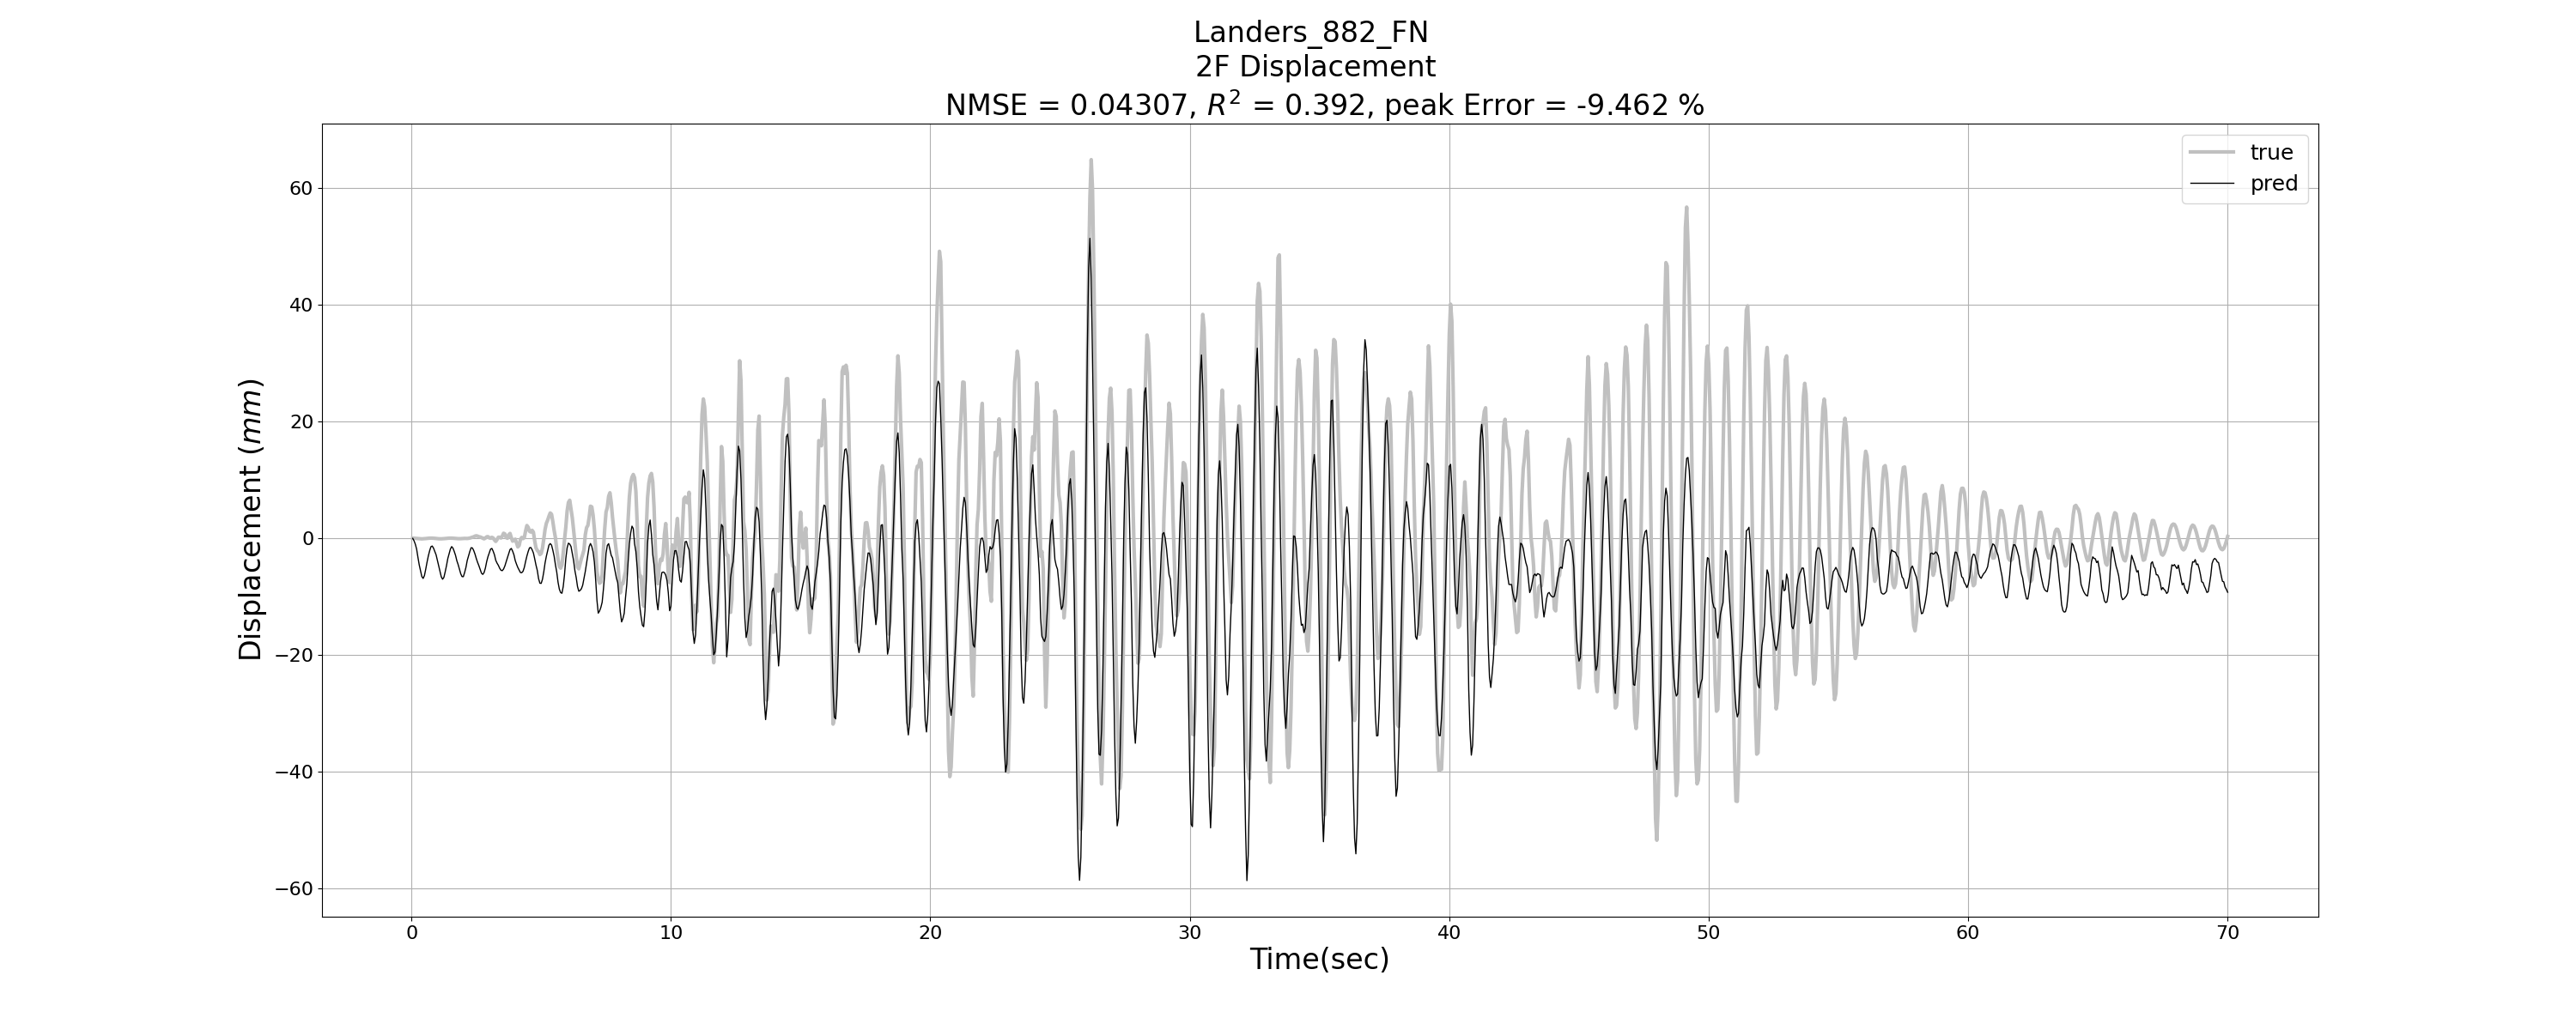 Landers_882_FN
2F Displacement
NMSE = 0.04307, R² = 0.392, peak Error = -9.462 %
true
pred
60
40
20
0
−20
−40
−60
Displacement (mm)
0 10 20 30 40 50 60 70
Time(sec)